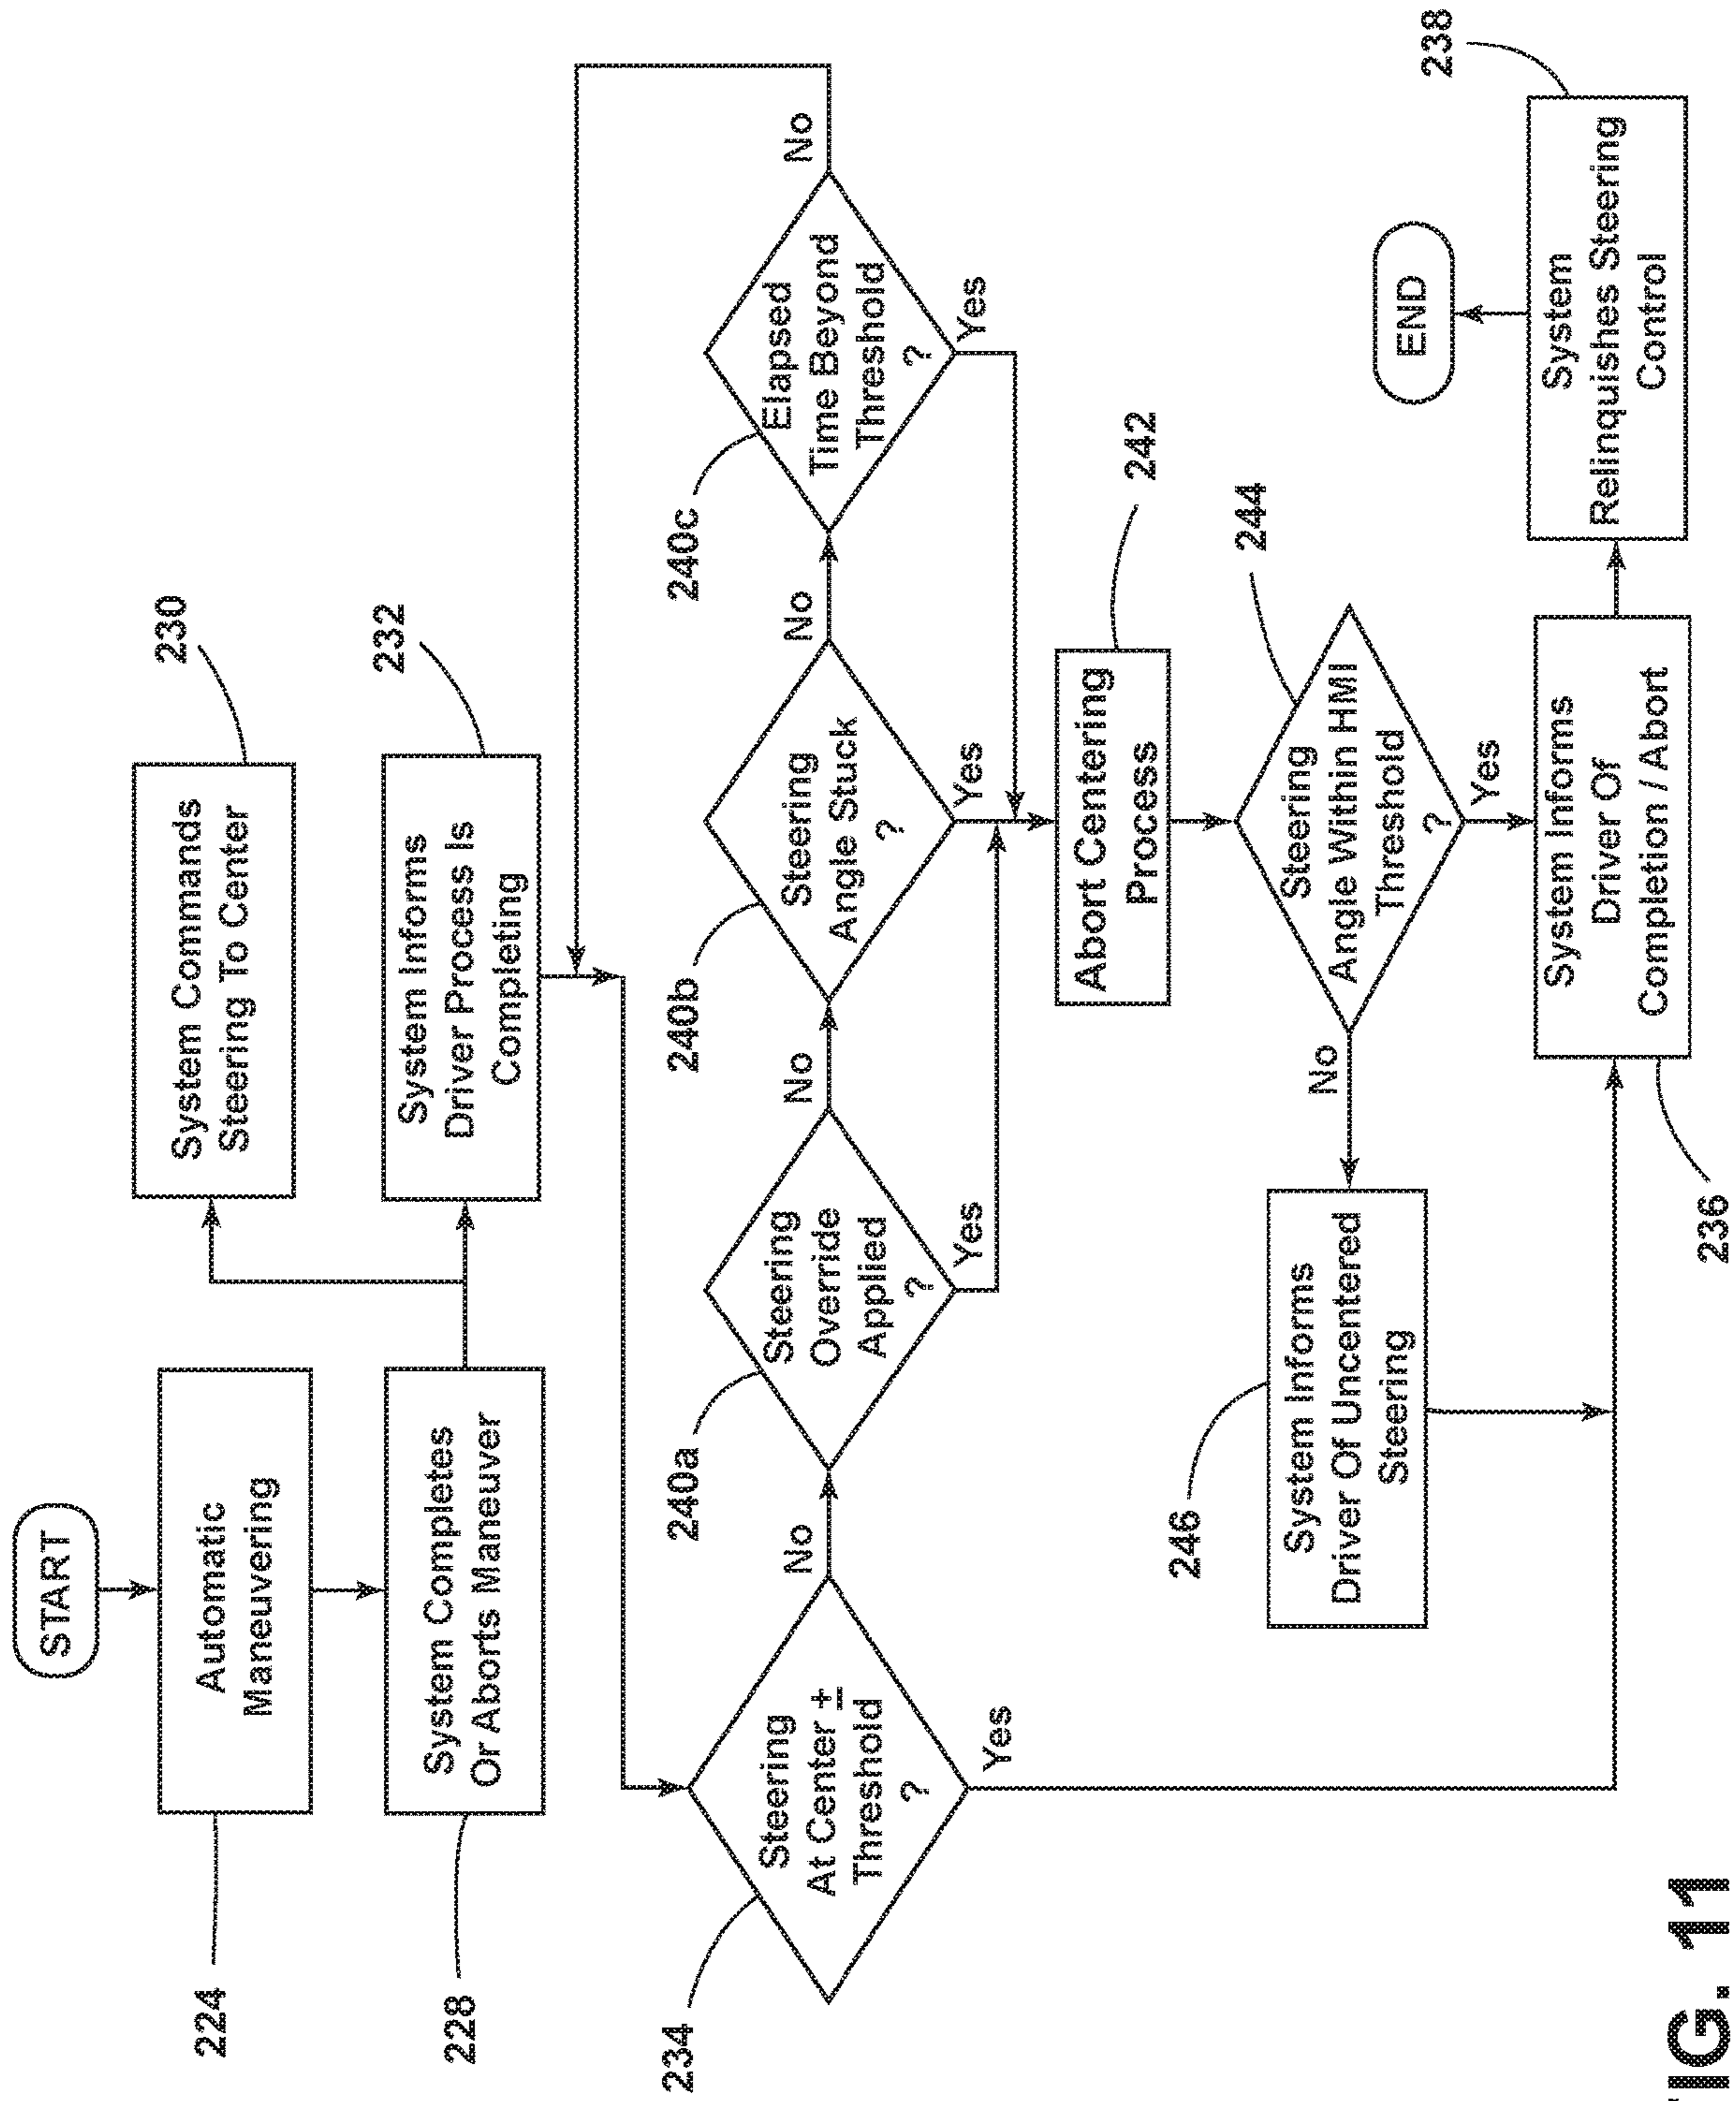 START
224
Automatic
Maneuvering
228
System Completes
Or Aborts Maneuver
230
System Commands
Steering To Center
232
System Informs
Driver Process Is
Completing
234
Steering
At Center ±
Threshold
?
No
Yes
240a
Steering
Override
Applied
?
No
Yes
240b
Steering
Angle Stuck
?
No
Yes
240c
Elapsed
Time Beyond
Threshold
?
No
Yes
242
Abort Centering
Process
244
Steering
Angle Within HMI
Threshold
?
No
Yes
246
System Informs
Driver Of Uncentered
Steering
236
System Informs
Driver Of
Completion / Abort
238
System
Relinquishes Steering
Control
END
IG. 11